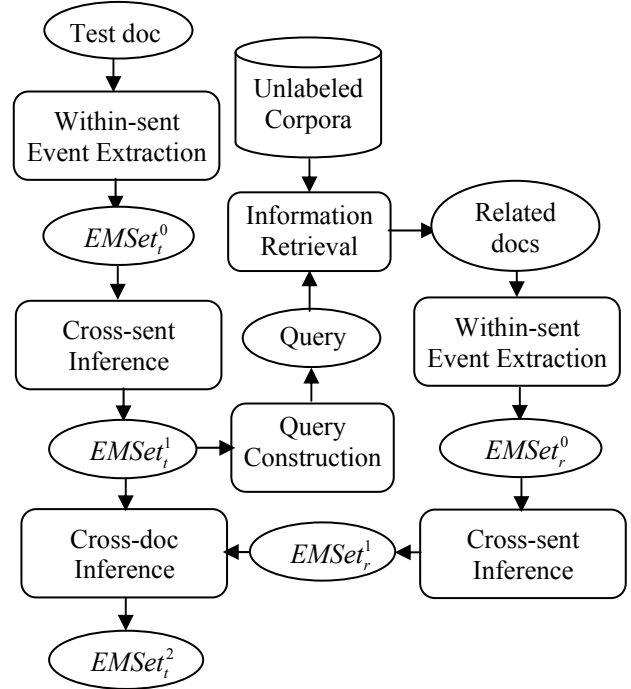 Test doc
Within-sent
Event Extraction
EMSet_t^0
Cross-sent
Inference
EMSet_t^1
Query
Construction
Query
Unlabeled
Corpora
Information
Retrieval
Related
docs
Within-sent
Event Extraction
EMSet_r^0
Cross-sent
Inference
EMSet_r^1
Cross-doc
Inference
EMSet_t^2